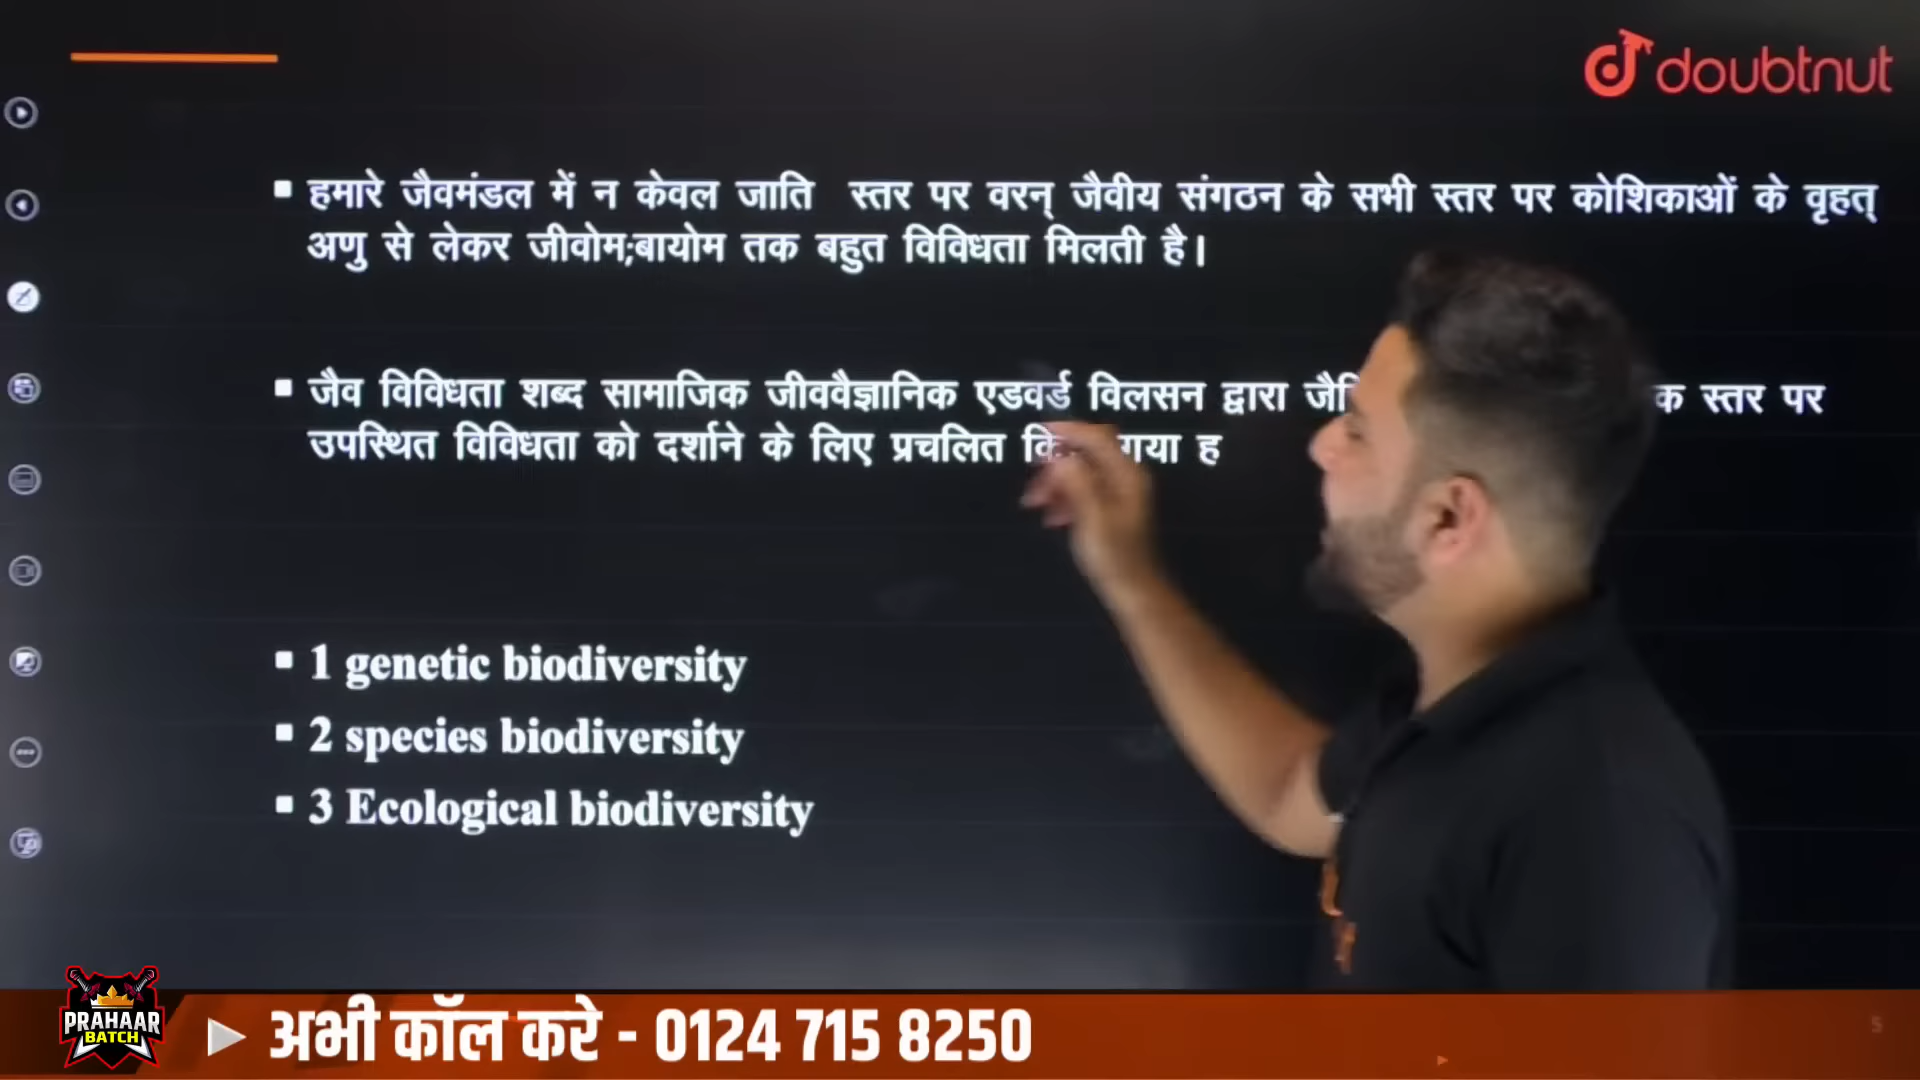 doubtnut
हमारे जैवमंडल में न केवल जाति स्तर पर वरन् जैवीय संगठन के सभी स्तर पर कोशिकाओं के वृहत्
अणु से लेकर जीवोम;बायोम तक बहुत विविधता मिलती है।
जैव विविधता शब्द सामाजिक जीववैज्ञानिक एडवर्ड विलसन द्वारा स्तर पर
उपस्थित विविधता को दर्शाने के लिए प्रचलित गया ह
1 genetic biodiversity
2 species biodiversity
3 Ecological biodiversity
PRAHAAR
BATCH
अभी कॉल करे - 0124 715 8250
5